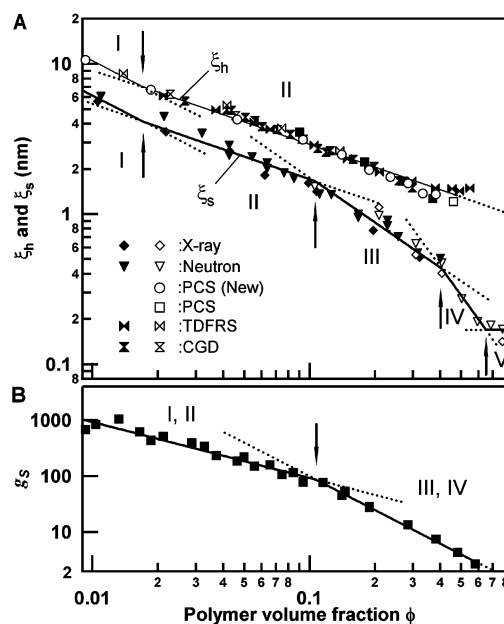 A
I
II
ξh
ξh and ξs (nm)
10
8
6
4
2
1
8
6
4
2
0.1
8
I
II
ξs
III
IV
V
:X-ray
:Neutron
:PCS (New)
:PCS
:TDFRS
:CGD
B
I, II
III, IV
gs
1000
100
10
2
0.01
2
3
4
5
6
7
8
0.1
2
3
4
5
6
7
Polymer volume fraction ϕ